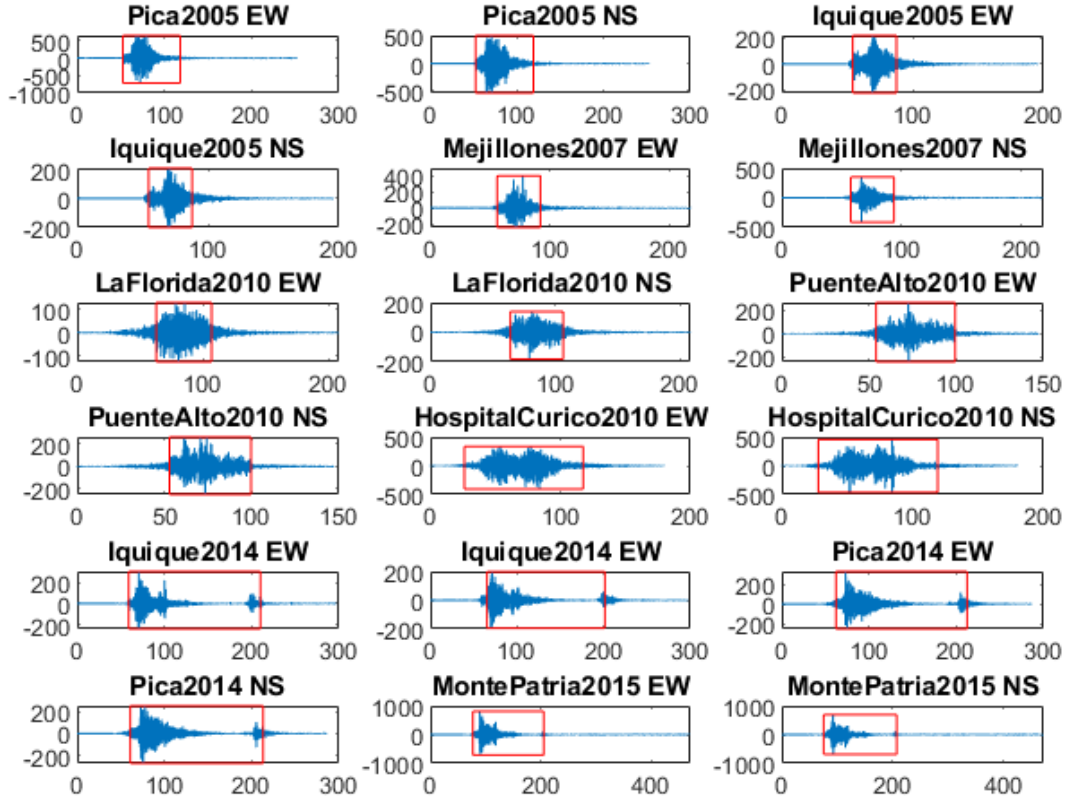 Pica2005 EW
Pica2005 NS
Iquique2005 EW
500
0
-500
-1000
0 100 200 300
500
0
-500
0 100 200 300
200
0
-200
0 100 200
Iquique2005 NS
Mejillones2007 EW
Mejillones2007 NS
200
0
-200
0 100 200
400
200
0
-200
0 100 200
500
0
-500
0 100 200
LaFlorida2010 EW
LaFlorida2010 NS
PuenteAlto2010 EW
100
0
-100
0 100 200
200
0
-200
0 100 200
200
0
-200
0 50 100 150
PuenteAlto2010 NS
HospitalCurico2010 EW
HospitalCurico2010 NS
200
0
-200
0 50 100 150
500
0
-500
0 100 200
500
0
-500
0 100 200
Iquique2014 EW
Iquique2014 EW
Pica2014 EW
200
0
-200
0 100 200 300
200
0
-200
0 100 200 300
200
0
-200
0 100 200 300
Pica2014 NS
MontePatria2015 EW
MontePatria2015 NS
200
0
-200
0 100 200 300
1000
0
-1000
0 200 400
1000
0
-1000
0 200 400